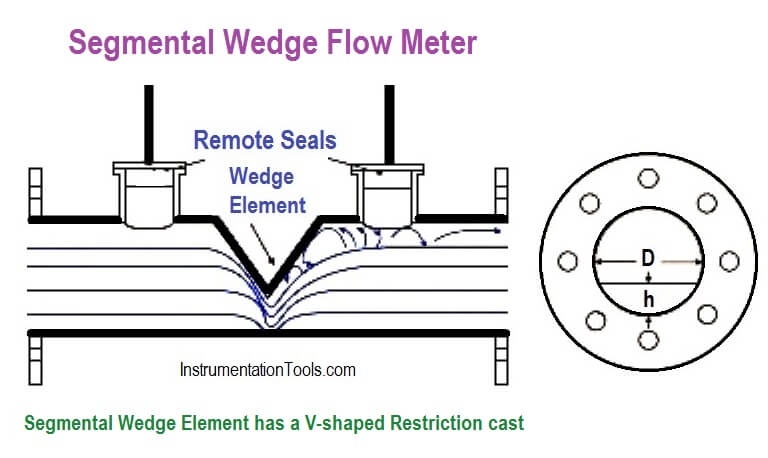 Segmental Wedge Flow Meter
Remote Seals
Wedge
Element
D
h
InstrumentationTools.com
Segmental Wedge Element has a V-shaped Restriction cast